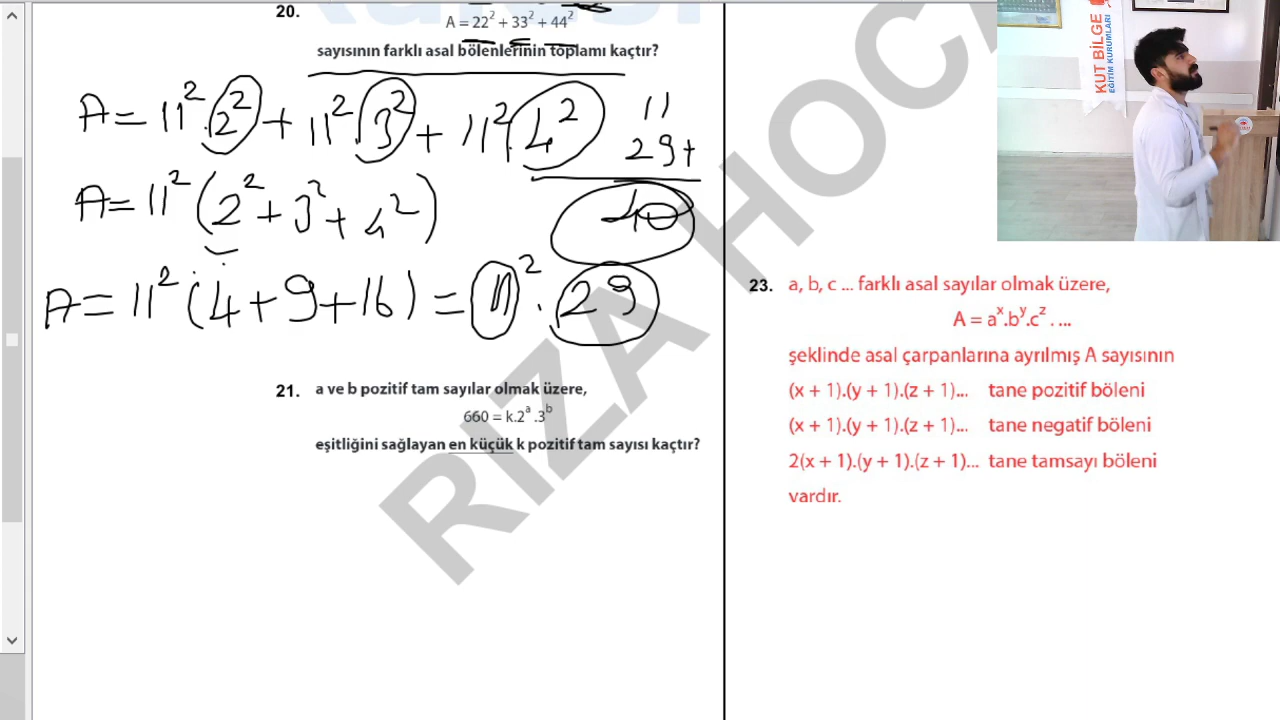 20.
A = 22² + 33² + 44²
sayısının farklı asal bölenlerinin toplamı kaçtır?
A = 11².2² + 11².3² + 11².4²
11
29+
40
A = 11²(2² + 3² + 4²)
A = 11²(4+9+16) = 11².29
21. a ve b pozitif tam sayılar olmak üzere,
660 = k.2ᵃ.3ᵇ
eşitliğini sağlayan en küçük k pozitif tam sayısı kaçtır?
23. a, b, c ... farklı asal sayılar olmak üzere,
A = aˣ.bʸ.cᶻ. ...
şeklinde asal çarpanlarına ayrılmış A sayısının
(x + 1).(y + 1).(z + 1)... tane pozitif böleni
(x + 1).(y + 1).(z + 1)... tane negatif böleni
2(x + 1).(y + 1).(z + 1)... tane tamsayı böleni
vardır.
RIZA HOCA
KUT BİLGE
EĞİTİM KURUMLARI